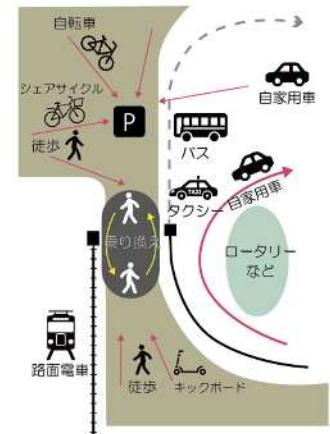 自転車
シェアサイクル
徒歩
P
自家用車
バス
TAXI
タクシー
自家用車
乗り換え
ロータリー
など
路面電車
徒歩
キックボード